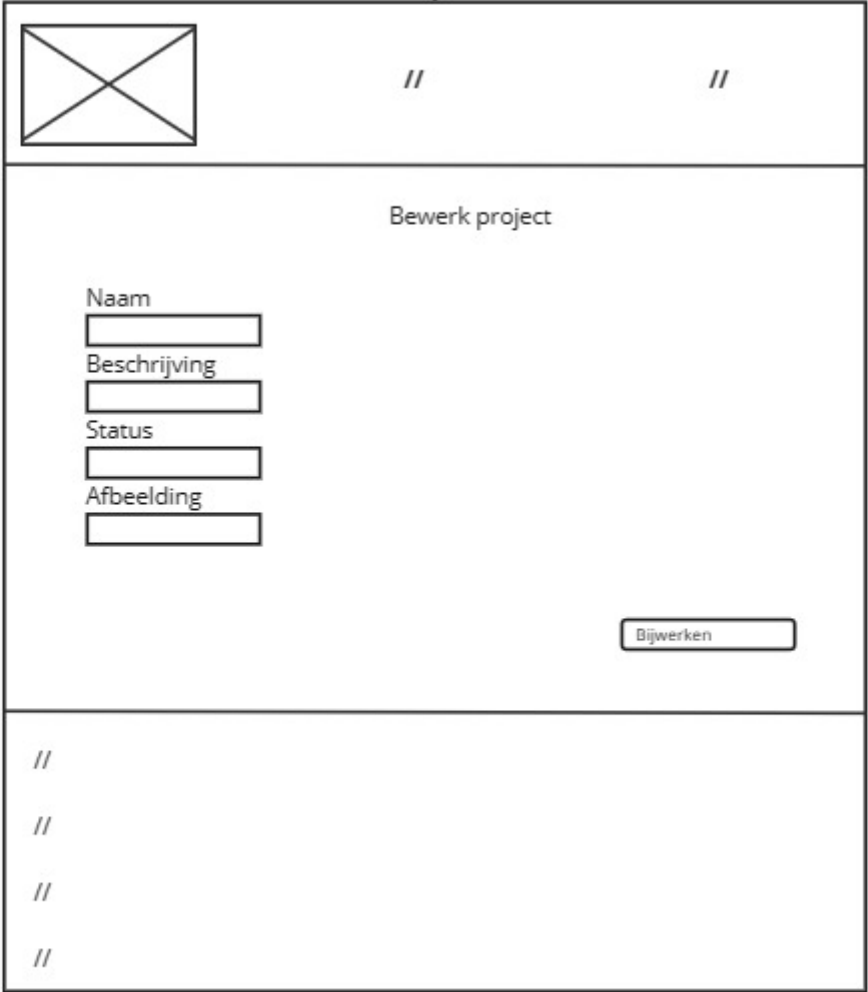 // //
Bewerk project
Naam
Beschrijving
Status
Afbeelding
Bijwerken
//
//
//
//